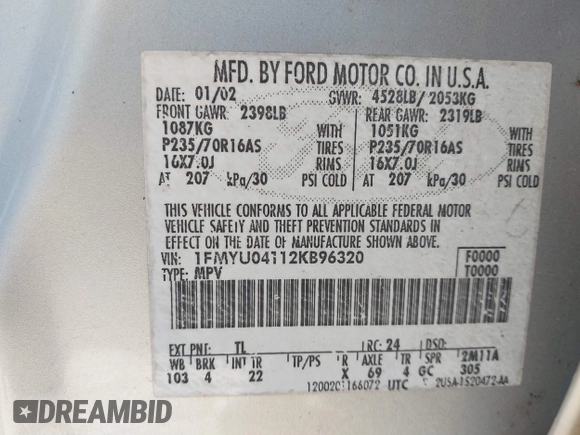 MFD. BY FORD MOTOR CO. IN U.S.A.
DATE: 01/02 GVWR: 4528LB/ 2053KG
FRONT GAWR: 2398LB REAR GAWR: 2319LB
1087KG WITH 1051KG WITH
P235/70R16AS TIRES P235/70R16AS TIRES
16X7.0J RIMS 16X7.0J RIMS
AT 207 kPa/30 PSI COLD AT 207 kPa/30 PSI COLD
THIS VEHICLE CONFORMS TO ALL APPLICABLE FEDERAL MOTOR
VEHICLE SAFETY AND THEFT PREVENTION STANDARDS IN
EFFECT ON THE DATE OF MANUFACTURE SHOWN ABOVE.
VIN: 1FMYU04112KB96320 F0000
TYPE: MPV T0000
EXT PNT: TL RC: 24 DSO:
WB BRK INT TR TP/PS R AXLE TR SPR 2M11A
103 4 22 X 69 4 GC 305
UTC
DREAMBID